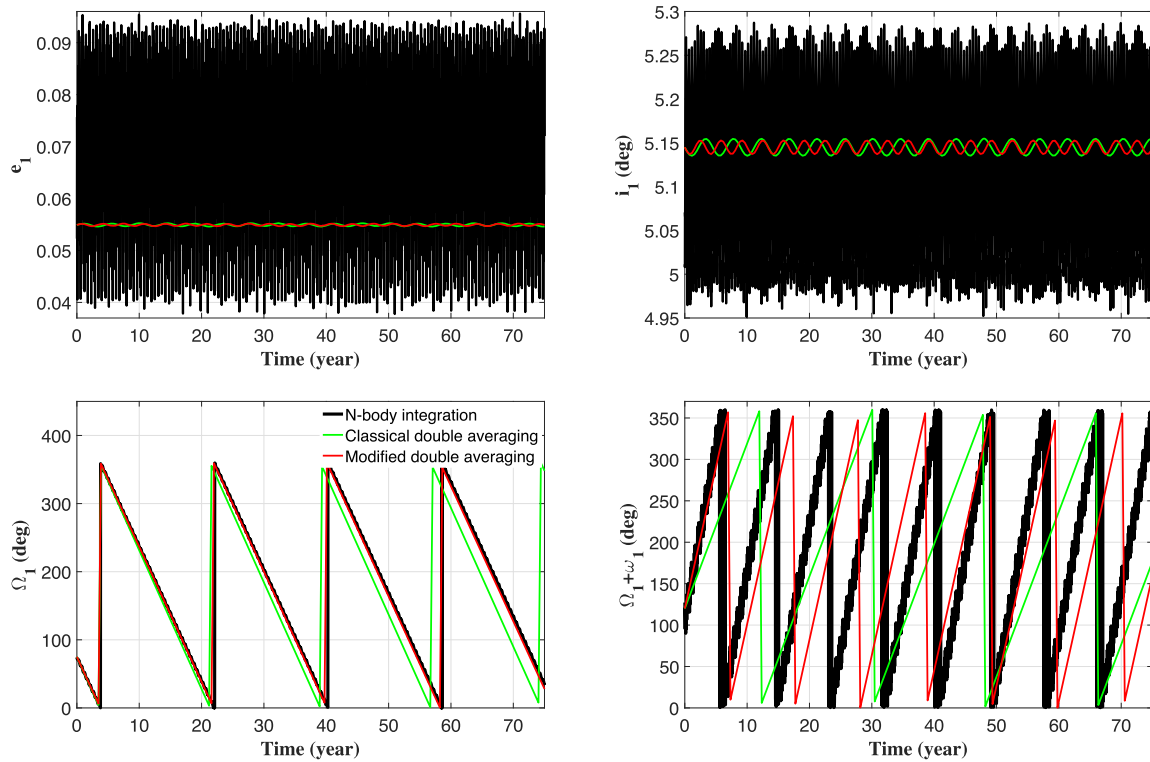 e₁
0.09
0.08
0.07
0.06
0.05
0.04
0 10 20 30 40 50 60 70
Time (year)
i₁ (deg)
5.3
5.25
5.2
5.15
5.1
5.05
5
4.95
0 10 20 30 40 50 60 70
Time (year)
Ω₁ (deg)
400
300
200
100
0
N-body integration
Classical double averaging
Modified double averaging
0 10 20 30 40 50 60 70
Time (year)
Ω₁+ω₁ (deg)
350
300
250
200
150
100
50
0
0 10 20 30 40 50 60 70
Time (year)